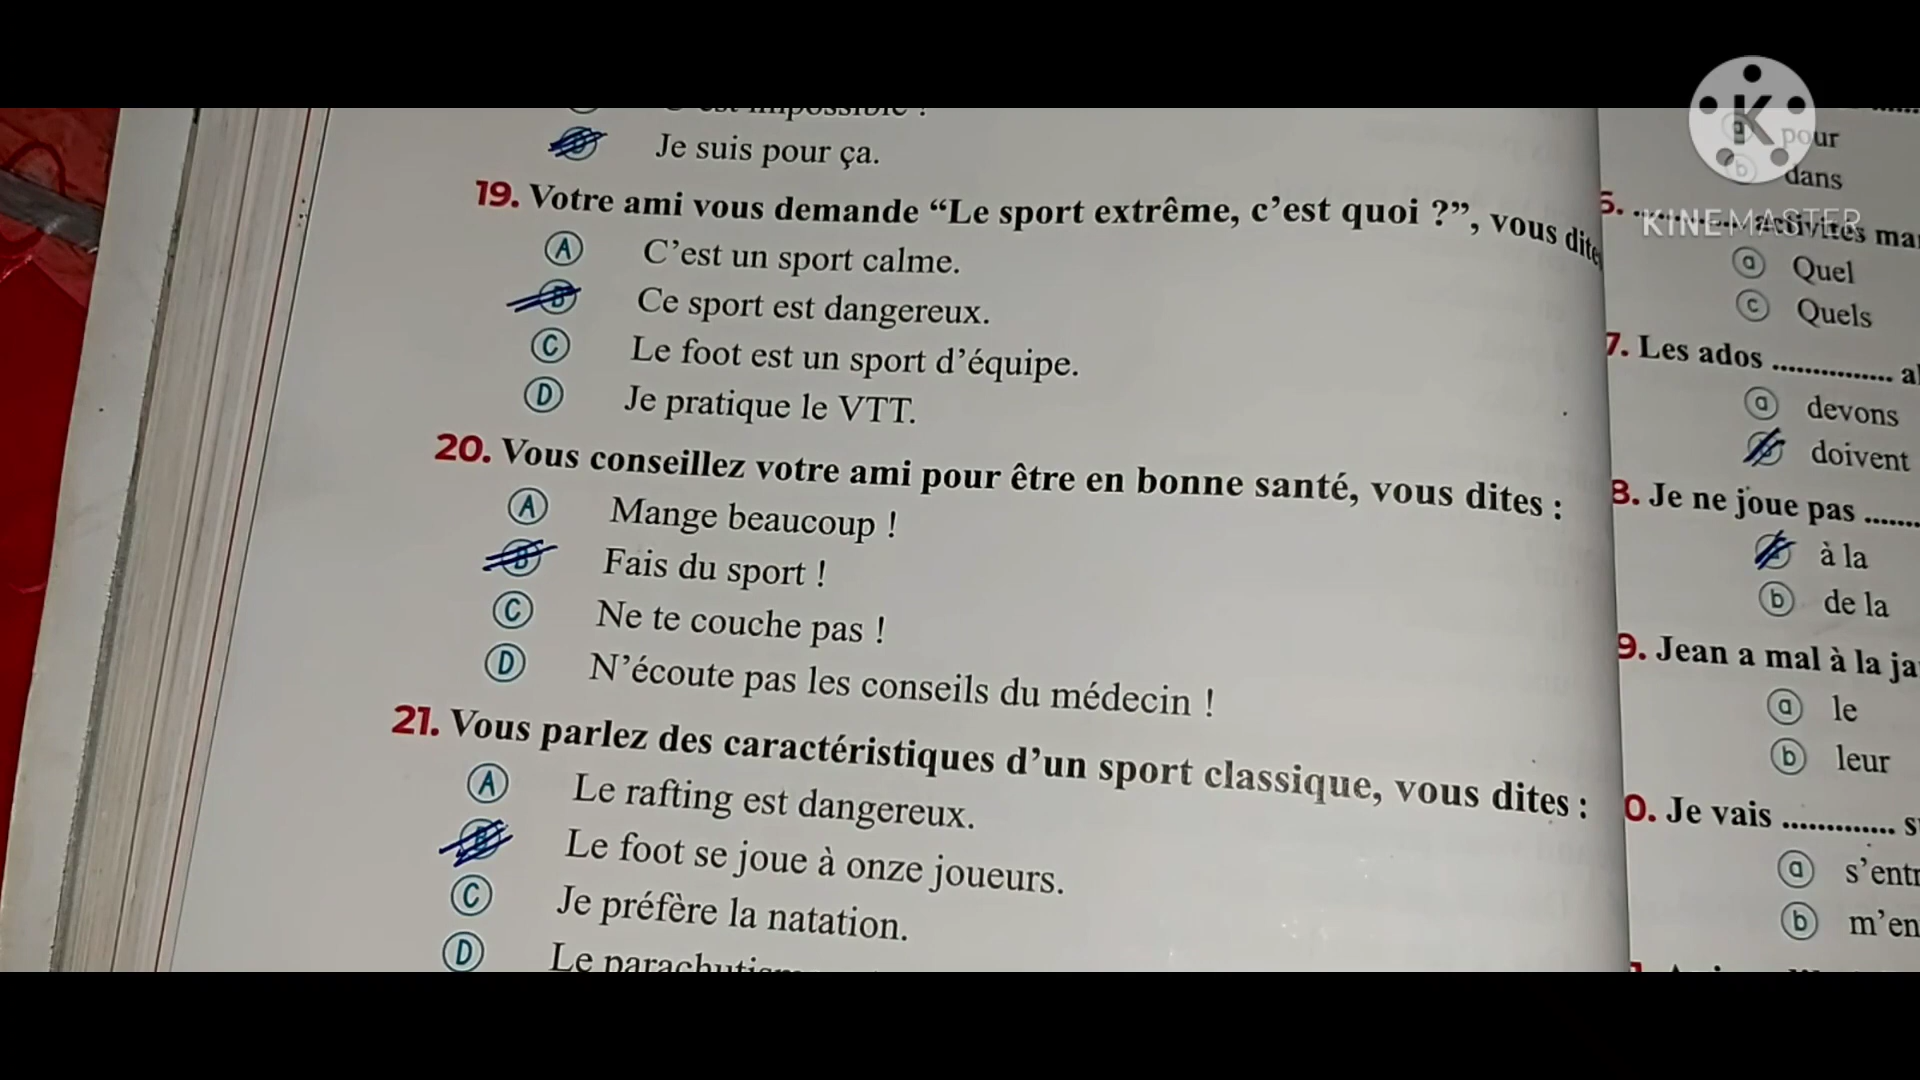 Je suis pour ça.
19. Votre ami vous demande “Le sport extrême, c’est quoi ?”, vous dites
A C’est un sport calme.
B Ce sport est dangereux.
C Le foot est un sport d’équipe.
D Je pratique le VTT.
20. Vous conseillez votre ami pour être en bonne santé, vous dites :
A Mange beaucoup !
B Fais du sport !
C Ne te couche pas !
D N’écoute pas les conseils du médecin !
21. Vous parlez des caractéristiques d’un sport classique, vous dites :
A Le rafting est dangereux.
B Le foot se joue à onze joueurs.
C Je préfère la natation.
D Le
K
KINEMASTER
a pour
b dans
a Quel
c Quels
7. Les ados ...............
a devons
doivent
8. Je ne joue pas .......
à la
b de la
9. Jean a mal à la
a le
b leur
0. Je vais .............
a s’ent
b m’en